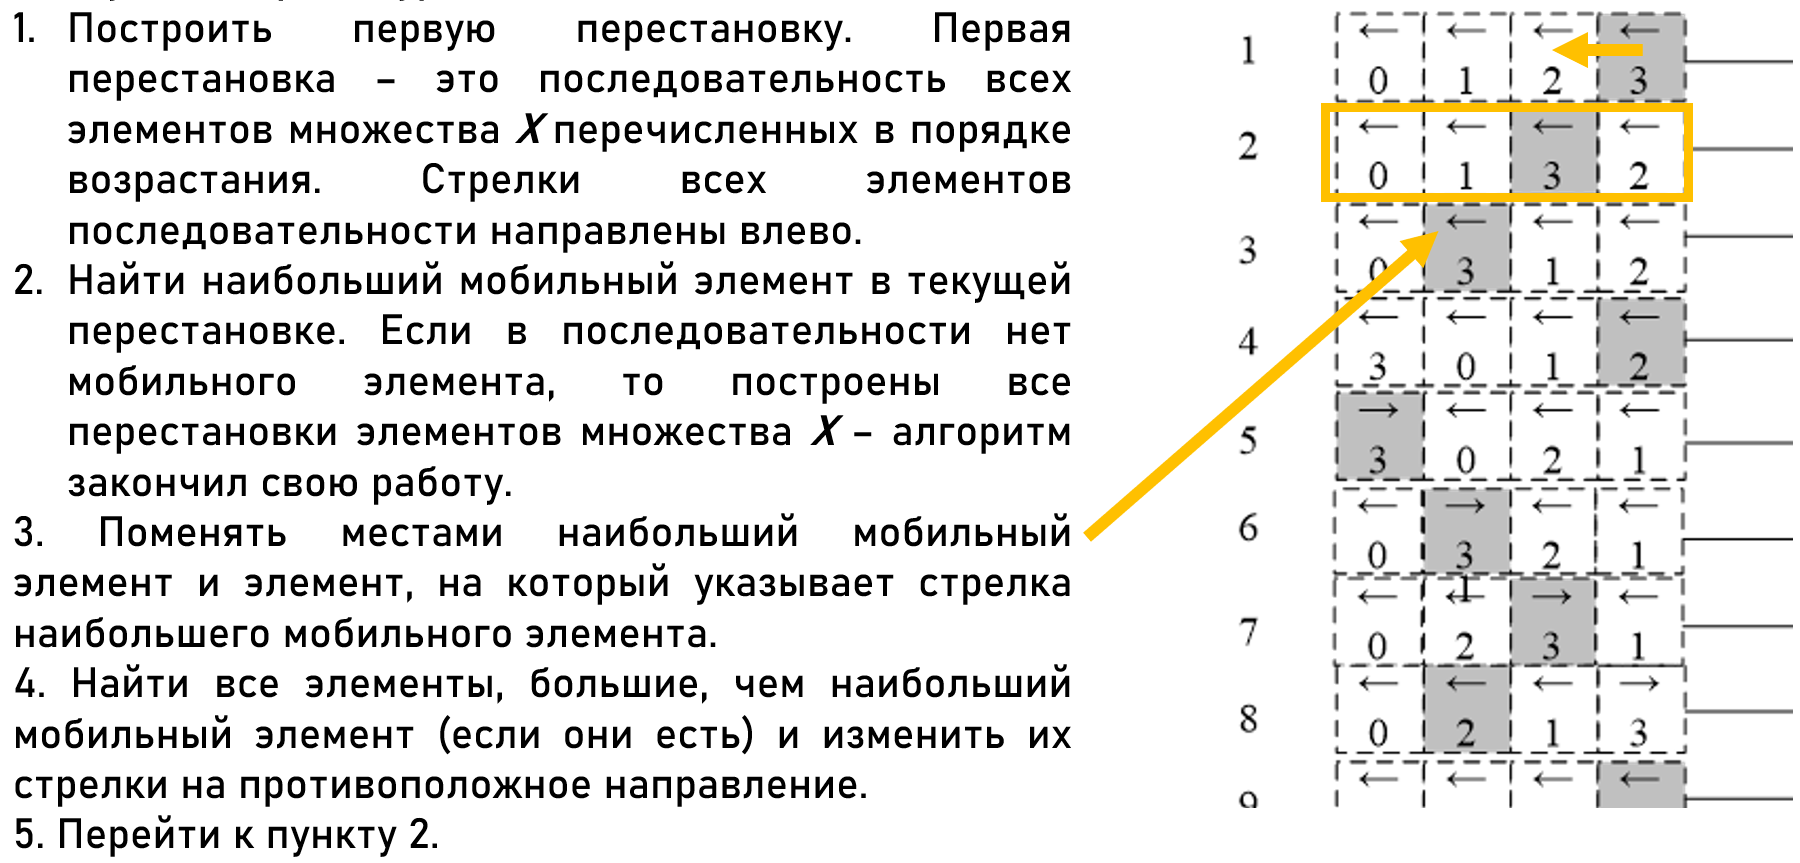 1. Построить первую перестановку. Первая
перестановка – это последовательность всех
элементов множества X перечисленных в порядке
возрастания. Стрелки всех элементов
последовательности направлены влево.
2. Найти наибольший мобильный элемент в текущей
перестановке. Если в последовательности нет
мобильного элемента, то построены все
перестановки элементов множества X – алгоритм
закончил свою работу.
3. Поменять местами наибольший мобильный
элемент и элемент, на который указывает стрелка
наибольшего мобильного элемента.
4. Найти все элементы, большие, чем наибольший
мобильный элемент (если они есть) и изменить их
стрелки на противоположное направление.
5. Перейти к пункту 2.
← ← ← ←
1 0 1 2 3
← ← ← ←
2 0 1 3 2
← ← ← ←
3 0 3 1 2
← ← ← ←
4 3 0 1 2
→ ← ← ←
5 3 0 2 1
← → ← ←
6 0 3 2 1
1
← ← → ←
7 0 2 3 1
← ← ← →
8 0 2 1 3
← ← ← ←
9